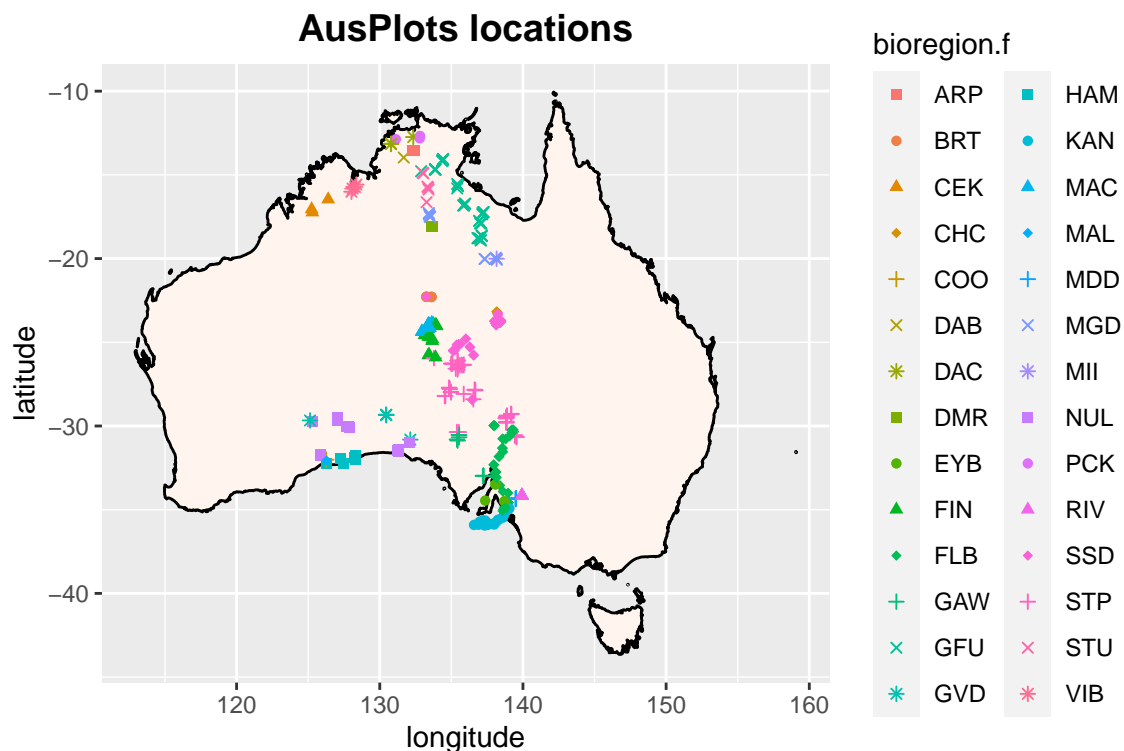 AusPlots locations
bioregion.f
ARP HAM
BRT KAN
CEK MAC
CHC MAL
COO MDD
DAB MGD
DAC MII
DMR NUL
EYB PCK
FIN RIV
FLB SSD
GAW STP
GFU STU
GVD VIB
latitude
−10
−20
−30
−40
120 130 140 150 160
longitude